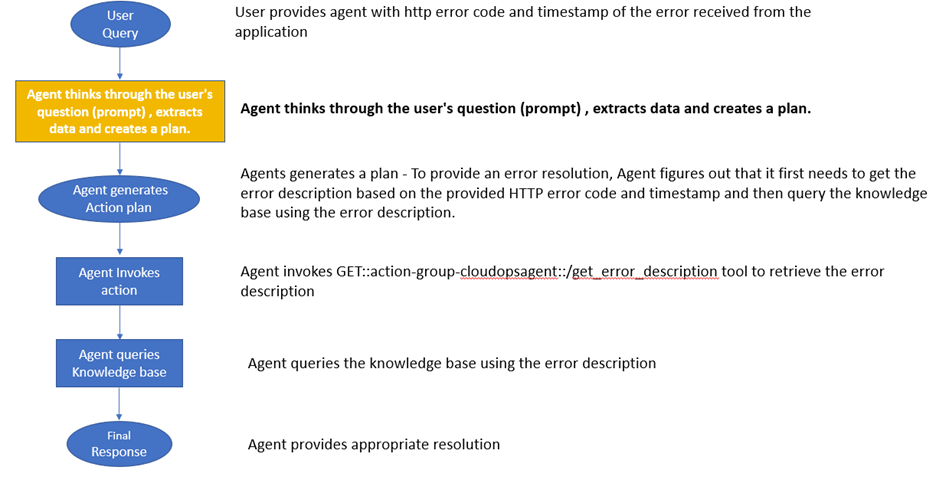 User
Query
User provides agent with http error code and timestamp of the error received from the
application
Agent thinks through the user's
question (prompt) , extracts
data and creates a plan.
Agent thinks through the user's question (prompt) , extracts data and creates a plan.
Agent generates
Action plan
Agents generates a plan - To provide an error resolution, Agent figures out that it first needs to get the
error description based on the provided HTTP error code and timestamp and then query the knowledge
base using the error description.
Agent Invokes
action
Agent invokes GET::action-group-cloudopsagent::/get_error_description tool to retrieve the error
description
Agent queries
Knowledge base
Agent queries the knowledge base using the error description
Final
Response
Agent provides appropriate resolution